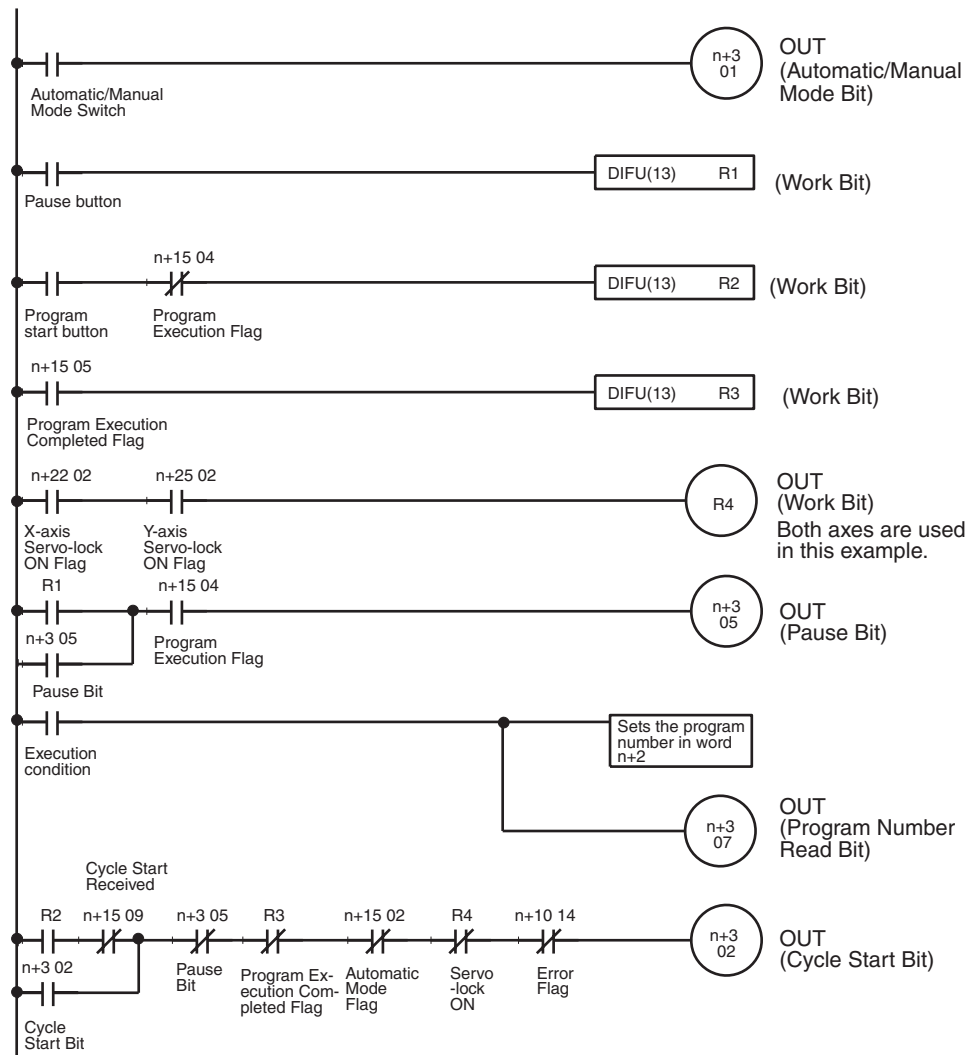 n+3
01
OUT
(Automatic/Manual
Mode Bit)
Automatic/Manual
Mode Switch
DIFU(13) R1
(Work Bit)
Pause button
n+15 04
DIFU(13) R2
(Work Bit)
Program
start button
Program
Execution Flag
n+15 05
DIFU(13) R3
(Work Bit)
Program Execution
Completed Flag
n+22 02
n+25 02
R4
OUT
(Work Bit)
Both axes are used
in this example.
X-axis
Servo-lock
ON Flag
Y-axis
Servo-lock
ON Flag
R1
n+15 04
n+3
05
OUT
(Pause Bit)
n+3 05
Program
Execution Flag
Pause Bit
Execution
condition
Sets the program
number in word
n+2
n+3
07
OUT
(Program Number
Read Bit)
Cycle Start
Received
R2
n+15 09
n+3 05
R3
n+15 02
R4
n+10 14
n+3
02
OUT
(Cycle Start Bit)
n+3 02
Pause
Bit
Program Ex-
ecution Com-
pleted Flag
Automatic
Mode
Flag
Servo
-lock
ON
Error
Flag
Cycle
Start Bit